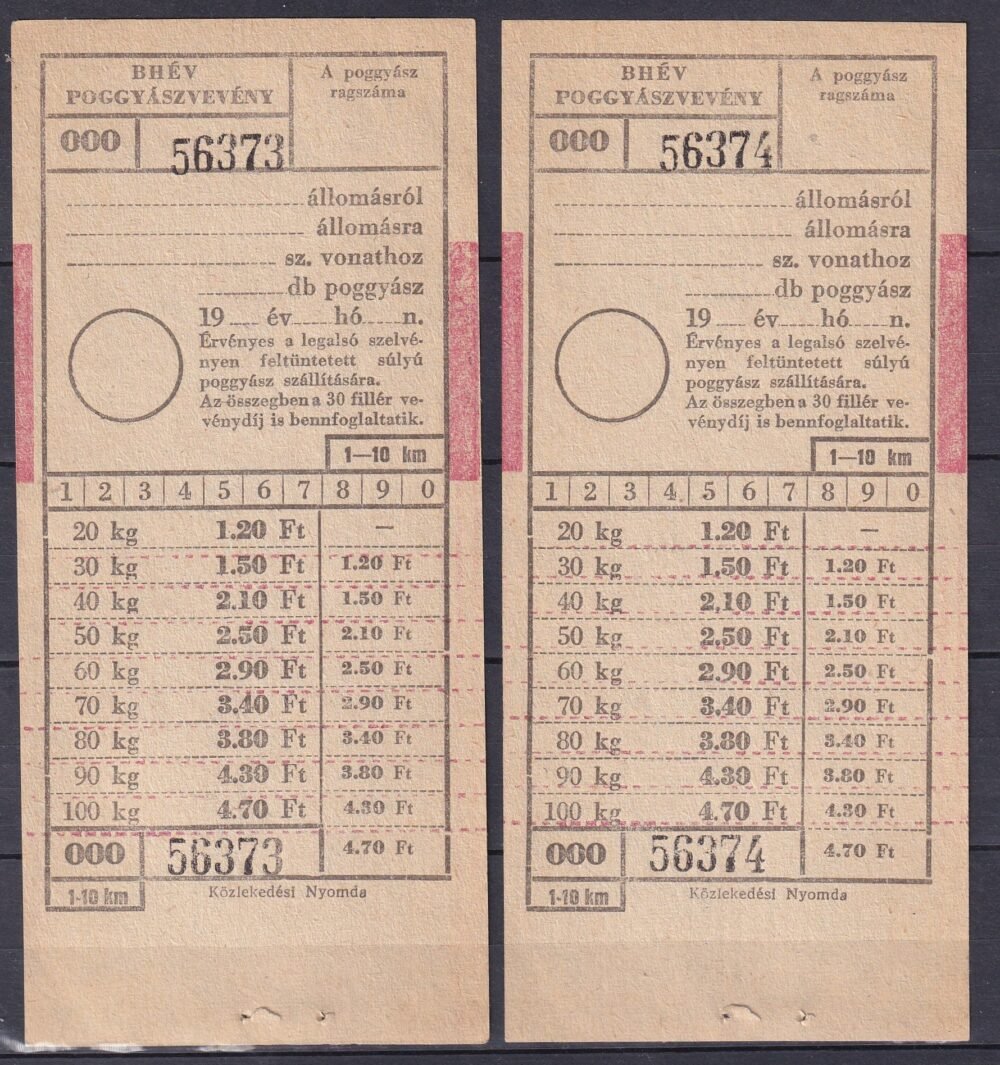 BHÉV
POGGYÁSZVEVÉNY
A poggyász
ragszáma
000
56373
állomásról
állomásra
sz. vonathoz
db poggyász
19 év hó n.
Érvényes a legalsó szelvé-
nyen feltüntetett súlyú
poggyász szállítására.
Az összegben a 30 fillér ve-
vénydíj is bennfoglaltatik.
1—10 km
1 2 3 4 5 6 7 8 9 0
20 kg 1.20 Ft —
30 kg 1.50 Ft 1.20 Ft
40 kg 2.10 Ft 1.50 Ft
50 kg 2.50 Ft 2.10 Ft
60 kg 2.90 Ft 2.50 Ft
70 kg 3.40 Ft 2.90 Ft
80 kg 3.80 Ft 3.40 Ft
90 kg 4.30 Ft 3.80 Ft
100 kg 4.70 Ft 4.30 Ft
000 56373 4.70 Ft
1-10 km
Közlekedési Nyomda
BHÉV
POGGYÁSZVEVÉNY
A poggyász
ragszáma
000
56374
állomásról
állomásra
sz. vonathoz
db poggyász
19 év hó n.
Érvényes a legalsó szelvé-
nyen feltüntetett súlyú
poggyász szállítására.
Az összegben a 30 fillér ve-
vénydíj is bennfoglaltatik.
1—10 km
1 2 3 4 5 6 7 8 9 0
20 kg 1.20 Ft —
30 kg 1.50 Ft 1.20 Ft
40 kg 2.10 Ft 1.50 Ft
50 kg 2.50 Ft 2.10 Ft
60 kg 2.90 Ft 2.50 Ft
70 kg 3.40 Ft 2.90 Ft
80 kg 3.80 Ft 3.40 Ft
90 kg 4.30 Ft 3.80 Ft
100 kg 4.70 Ft 4.30 Ft
000 56374 4.70 Ft
1-10 km
Közlekedési Nyomda